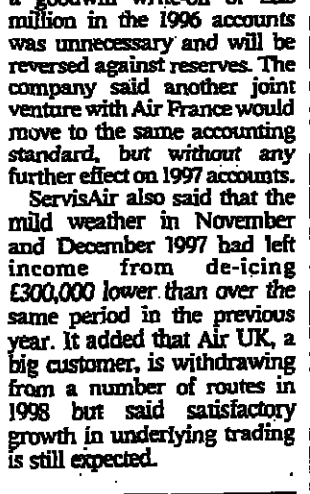 a goodwill write-off of
million in the 1996 accounts
was unnecessary and will be
reversed against reserves. The
company said another joint
venture with Air France would
move to the same accounting
standard, but without any
further effect on 1997 accounts.
ServisAir also said that the
mild weather in November
and December 1997 had left
income from de-icing
£300,000 lower than over the
same period in the previous
year. It added that Air UK, a
big customer, is withdrawing
from a number of routes in
1998 but said satisfactory
growth in underlying trading
is still expected.